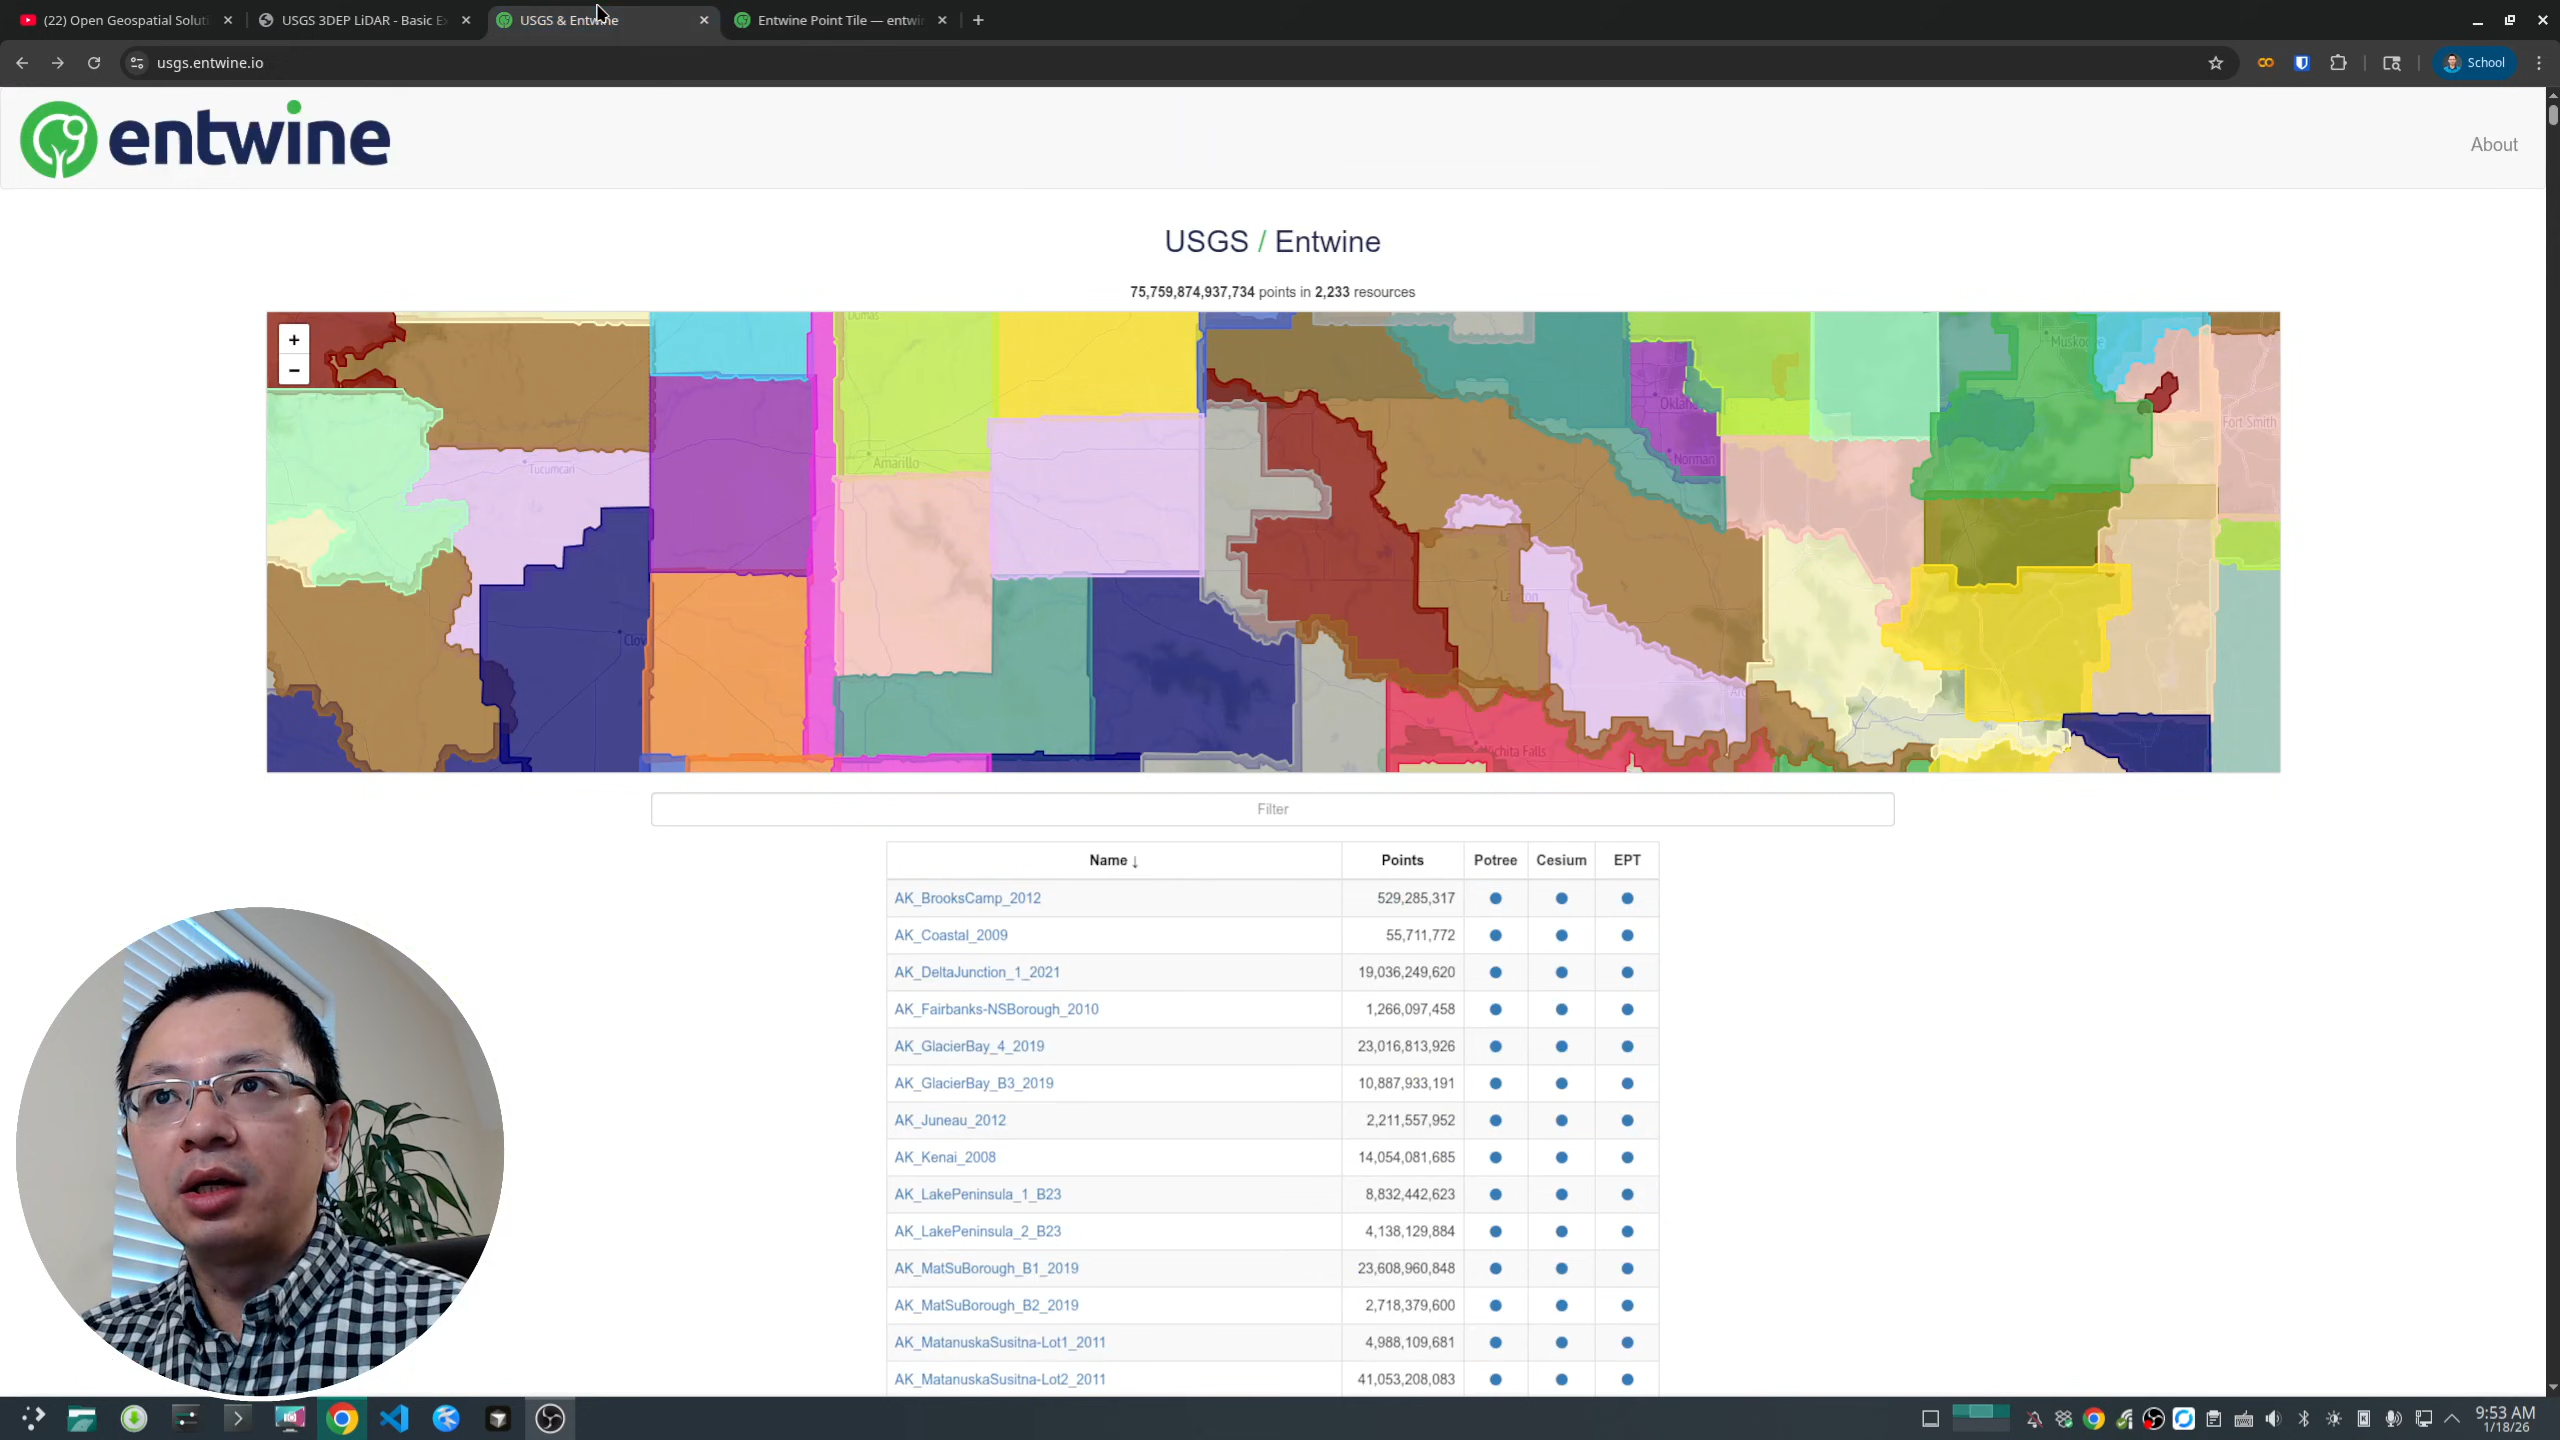 (22) Open Geospatial Soluti
USGS 3DEP LiDAR - Basic E
USGS & Entwine
Entwine Point Tile — entwi
usgs.entwine.io
School
entwine
About
USGS / Entwine
75,759,874,937,734 points in 2,233 resources
+
−
Dumas
Muskoge
Tucumcari
Amarillo
Oklah
Norman
Fort Smith
Clov
Lawton
Wichita Falls
Filter
Name ↓ Points Potree Cesium EPT
AK_BrooksCamp_2012 529,285,317
AK_Coastal_2009 55,711,772
AK_DeltaJunction_1_2021 19,036,249,620
AK_Fairbanks-NSBorough_2010 1,266,097,458
AK_GlacierBay_4_2019 23,016,813,926
AK_GlacierBay_B3_2019 10,887,933,191
AK_Juneau_2012 2,211,557,952
AK_Kenai_2008 14,054,081,685
AK_LakePeninsula_1_B23 8,832,442,623
AK_LakePeninsula_2_B23 4,138,129,884
AK_MatSuBorough_B1_2019 23,608,960,848
AK_MatSuBorough_B2_2019 2,718,379,600
AK_MatanuskaSusitna-Lot1_2011 4,988,109,681
AK_MatanuskaSusitna-Lot2_2011 41,053,208,083
9:53 AM
1/18/26